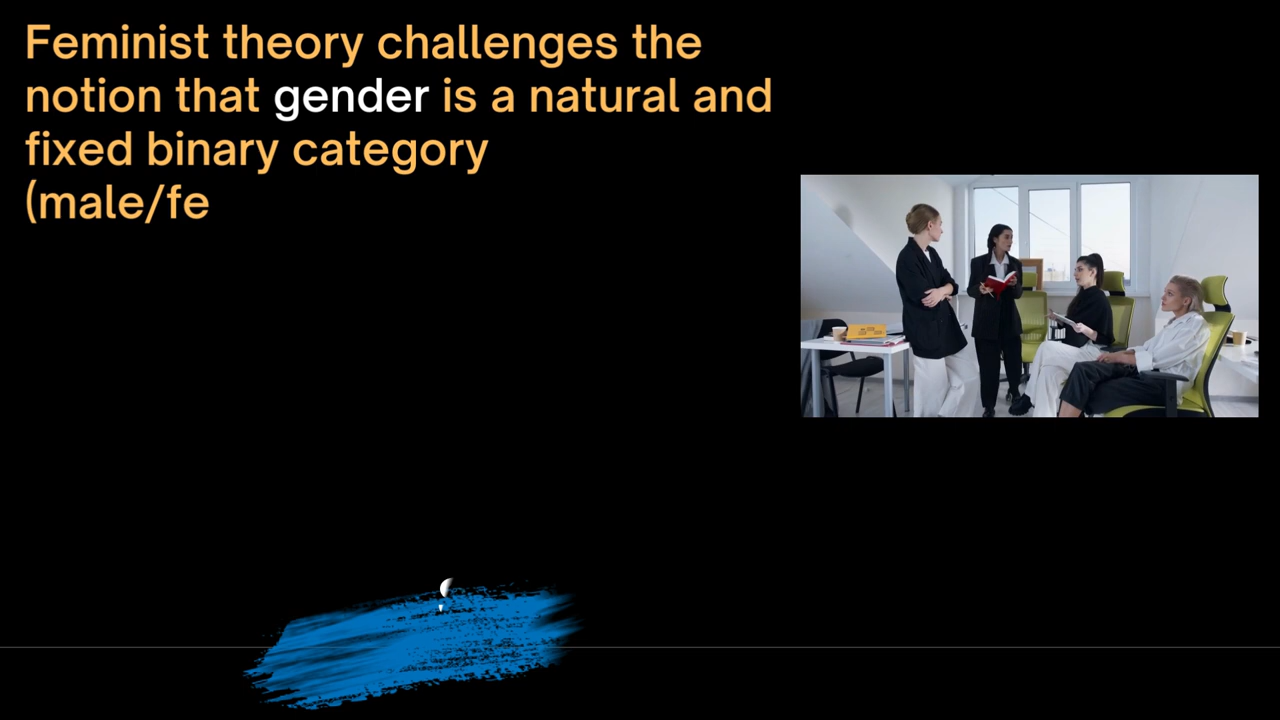 Feminist theory challenges the
notion that gender is a natural and
fixed binary category
(male/fe